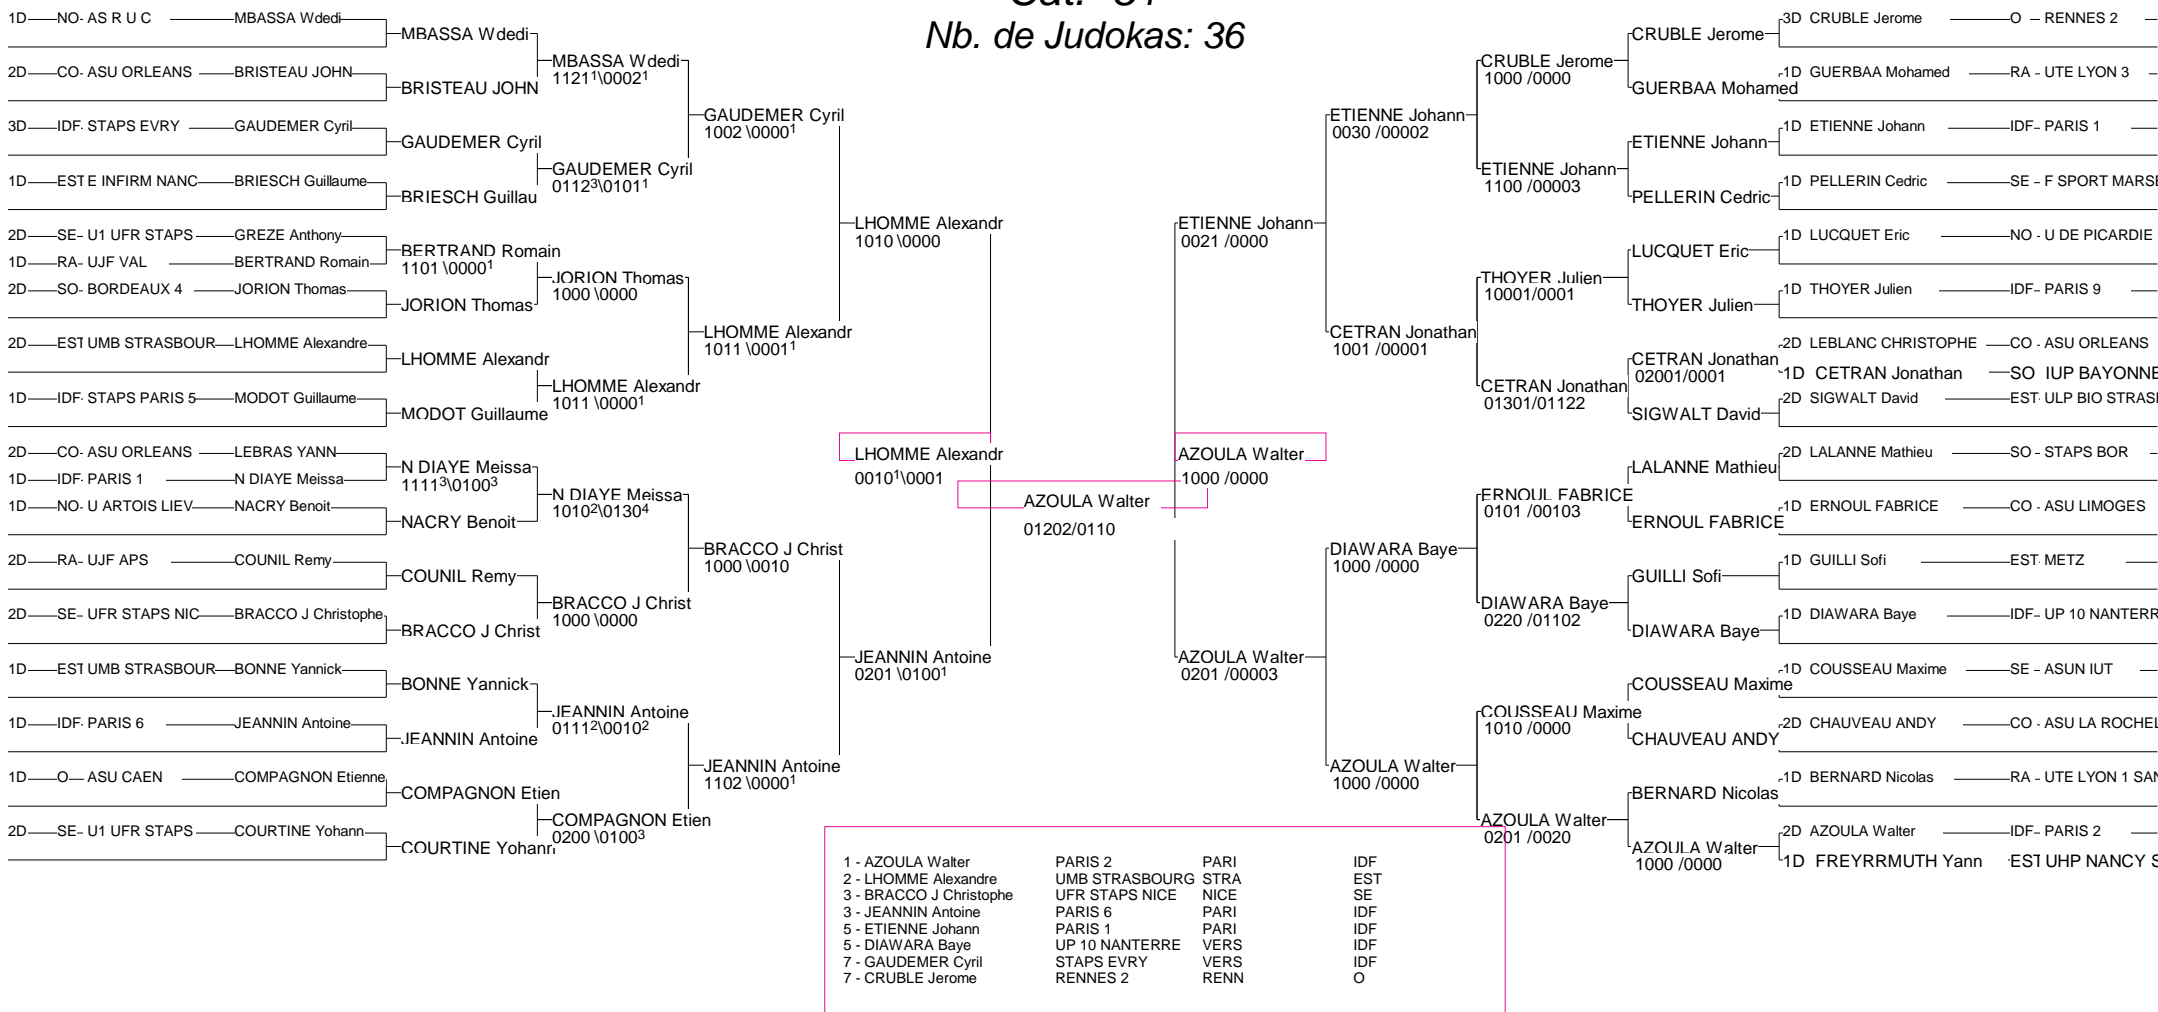 Nb. de Judokas: 36
1D NO- AS R U C MBASSA Wdedi
2D CO- ASU ORLEANS BRISTEAU JOHN
3D IDF- STAPS EVRY GAUDEMER Cyril
1D EST E INFIRM NANC BRIESCH Guillaume
2D SE- U1 UFR STAPS GREZE Anthony
1D RA- UJF VAL BERTRAND Romain
2D SO- BORDEAUX 4 JORION Thomas
2D EST UMB STRASBOUR LHOMME Alexandre
1D IDF- STAPS PARIS 5 MODOT Guillaume
2D CO- ASU ORLEANS LEBRAS YANN
1D IDF- PARIS 1 N DIAYE Meissa
1D NO- U ARTOIS LIEV NACRY Benoit
2D RA- UJF APS COUNIL Remy
2D SE- UFR STAPS NIC BRACCO J Christophe
1D EST UMB STRASBOUR BONNE Yannick
1D IDF- PARIS 6 JEANNIN Antoine
1D O ASU CAEN COMPAGNON Etienne
2D SE- U1 UFR STAPS COURTINE Yohann
MBASSA Wdedi
BRISTEAU JOHN
GAUDEMER Cyril
BRIESCH Guillau
BERTRAND Romain
1101 \0000¹
JORION Thomas
LHOMME Alexandr
MODOT Guillaume
N DIAYE Meissa
1111³\0100³
NACRY Benoit
COUNIL Remy
BRACCO J Christ
BONNE Yannick
JEANNIN Antoine
COMPAGNON Etien
COURTINE Yohann
MBASSA Wdedi
1121¹\0002¹
GAUDEMER Cyril
0112³\0101¹
JORION Thomas
1000 \0000
LHOMME Alexandr
1011 \0000¹
N DIAYE Meissa
1010²\0130⁴
BRACCO J Christ
1000 \0000
JEANNIN Antoine
0111²\0010²
COMPAGNON Etien
0200 \0100³
GAUDEMER Cyril
1002 \0000¹
LHOMME Alexandr
1011 \0001¹
BRACCO J Christ
1000 \0010
JEANNIN Antoine
1102 \0000¹
LHOMME Alexandr
1010 \0000
JEANNIN Antoine
0201 \0100¹
LHOMME Alexandr
0010¹\0001
AZOULA Walter
01202/0110
AZOULA Walter
1000 /0000
ETIENNE Johann
0021 /0000
AZOULA Walter
0201 /00003
ETIENNE Johann
0030 /00002
CETRAN Jonathan
1001 /00001
DIAWARA Baye
1000 /0000
AZOULA Walter
1000 /0000
CRUBLE Jerome
1000 /0000
ETIENNE Johann
1100 /00003
THOYER Julien
10001/0001
CETRAN Jonathan
01301/01122
ERNOUL FABRICE
0101 /00103
DIAWARA Baye
0220 /01102
COUSSEAU Maxime
1010 /0000
AZOULA Walter
0201 /0020
CRUBLE Jerome
GUERBAA Mohamed
ETIENNE Johann
PELLERIN Cedric
LUCQUET Eric
THOYER Julien
CETRAN Jonathan
02001/0001
SIGWALT David
LALANNE Mathieu
ERNOUL FABRICE
GUILLI Sofi
DIAWARA Baye
COUSSEAU Maxime
CHAUVEAU ANDY
BERNARD Nicolas
AZOULA Walter
1000 /0000
3D CRUBLE Jerome O - RENNES 2
1D GUERBAA Mohamed RA - UTE LYON 3
1D ETIENNE Johann IDF- PARIS 1
1D PELLERIN Cedric SE - F SPORT MARSE
1D LUCQUET Eric NO - U DE PICARDIE
1D THOYER Julien IDF- PARIS 9
2D LEBLANC CHRISTOPHE CO - ASU ORLEANS
1D CETRAN Jonathan SO IUP BAYONNE
2D SIGWALT David EST- ULP BIO STRAS
2D LALANNE Mathieu SO - STAPS BOR
1D ERNOUL FABRICE CO - ASU LIMOGES
1D GUILLI Sofi EST- METZ
1D DIAWARA Baye IDF- UP 10 NANTERR
1D COUSSEAU Maxime SE - ASUN IUT
2D CHAUVEAU ANDY CO - ASU LA ROCHEL
1D BERNARD Nicolas RA - UTE LYON 1 SAN
2D AZOULA Walter IDF- PARIS 2
1D FREYRRMUTH Yann EST UHP NANCY S
1 - AZOULA Walter PARIS 2 PARI IDF
2 - LHOMME Alexandre UMB STRASBOURG STRA EST
3 - BRACCO J Christophe UFR STAPS NICE NICE SE
3 - JEANNIN Antoine PARIS 6 PARI IDF
5 - ETIENNE Johann PARIS 1 PARI IDF
5 - DIAWARA Baye UP 10 NANTERRE VERS IDF
7 - GAUDEMER Cyril STAPS EVRY VERS IDF
7 - CRUBLE Jerome RENNES 2 RENN O